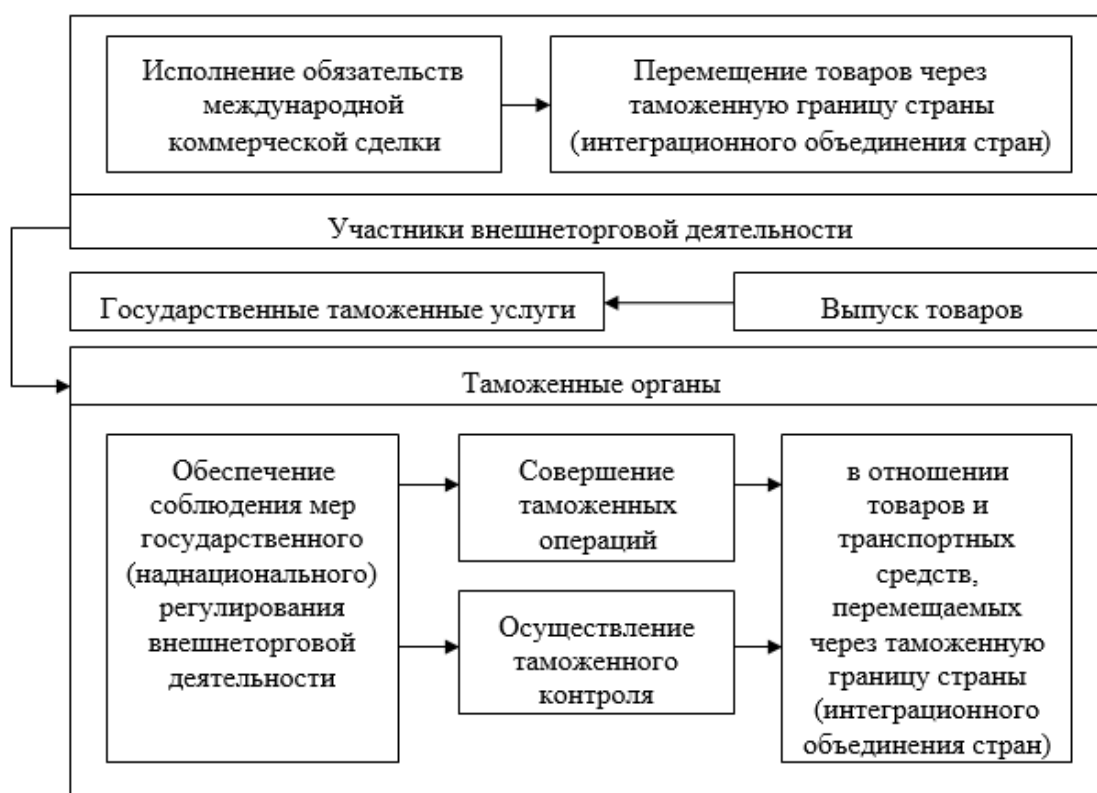 Исполнение обязательств
международной
коммерческой сделки
Перемещение товаров через
таможенную границу страны
(интеграционного объединения стран)
Участники внешнеторговой деятельности
Государственные таможенные услуги
Выпуск товаров
Таможенные органы
Обеспечение
соблюдения мер
государственного
(наднационального)
регулирования
внешнеторговой
деятельности
Совершение
таможенных
операций
Осуществление
таможенного
контроля
в отношении
товаров и
транспортных
средств,
перемещаемых
через таможенную
границу страны
(интеграционного
объединения стран)